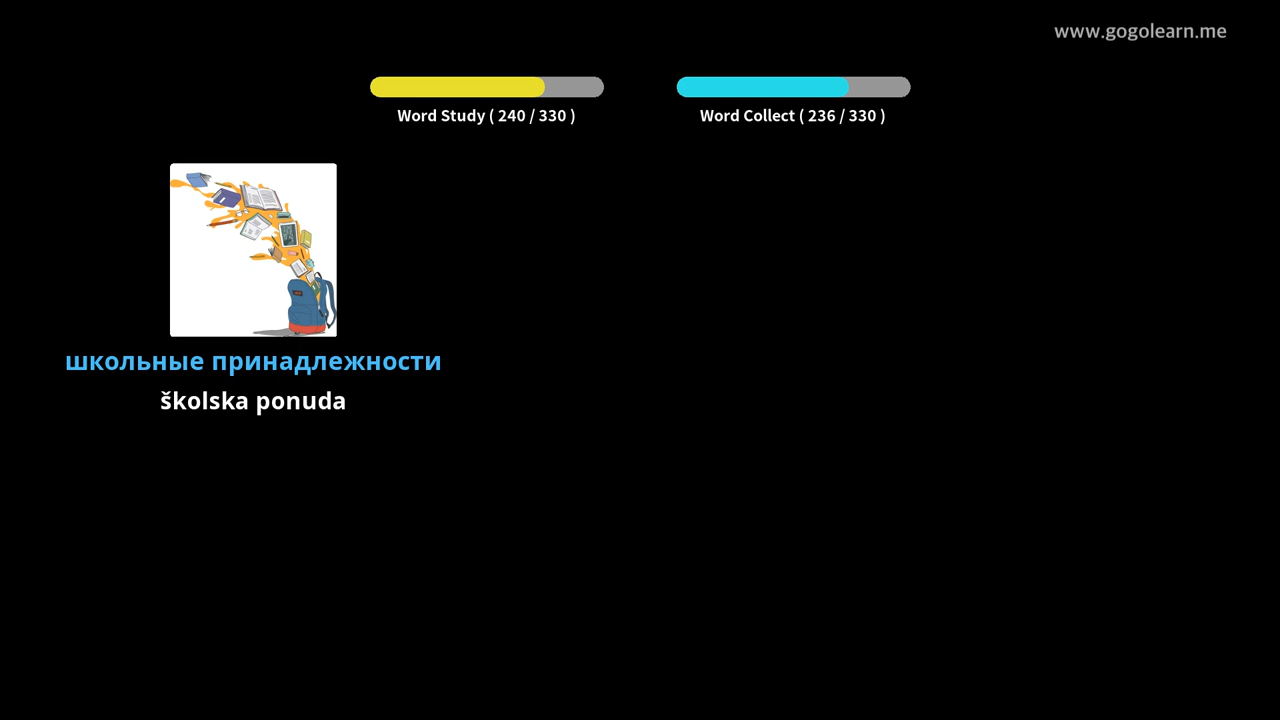 www.gogolearn.me
Word Study ( 240 / 330 )
Word Collect ( 236 / 330 )
школьные принадлежности
školska ponuda